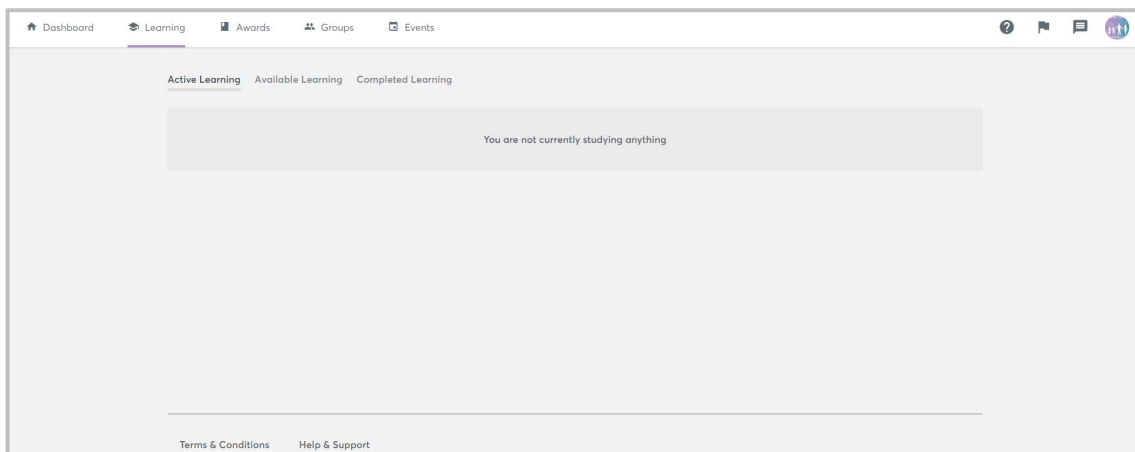 Dashboard Learning Awards Groups Events
Active Learning Available Learning Completed Learning
You are not currently studying anything
Terms & Conditions Help & Support